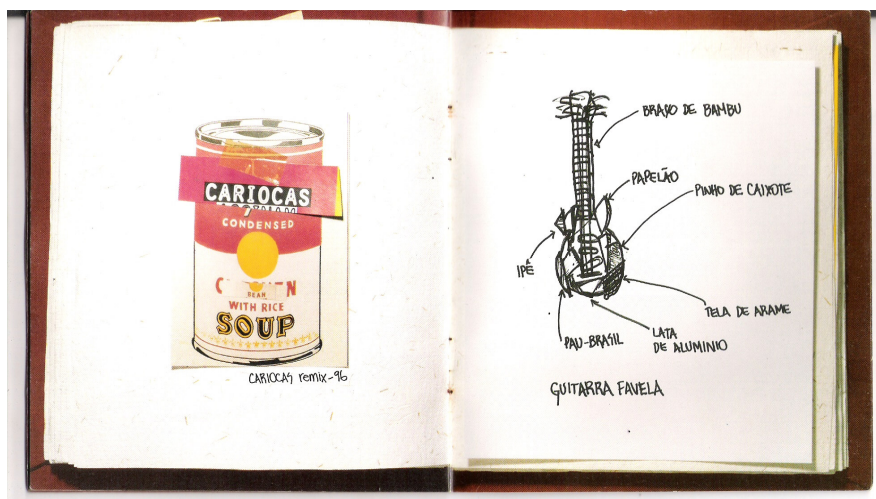 CARIOCAS
CONDENSED
BEAN
WITH RICE
SOUP
CARIOCAS remix-96
BRAÇO DE BAMBU
PAPELÃO
PINHO DE CAIXOTE
IPÊ
TELA DE ARAME
PAU-BRASIL
LATA
DE ALUMINIO
GUITARRA FAVELA